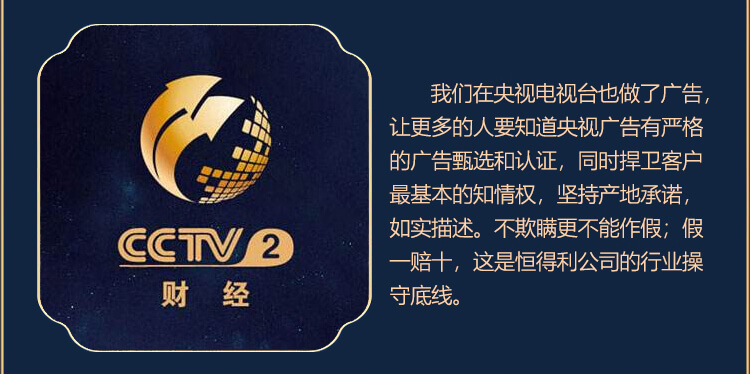 CCTV 2
财经
我们在央视电视台也做了广告，
让更多的人要知道央视广告有严格
的广告甄选和认证，同时捍卫客户
最基本的知情权，坚持产地承诺，
如实描述。不欺瞒更不能作假；假
一赔十，这是恒得利公司的行业操
守底线。